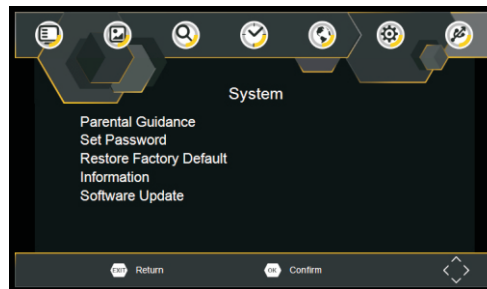 System
Parental Guidance
Set Password
Restore Factory Default
Information
Software Update
EXIT Return OK Confirm